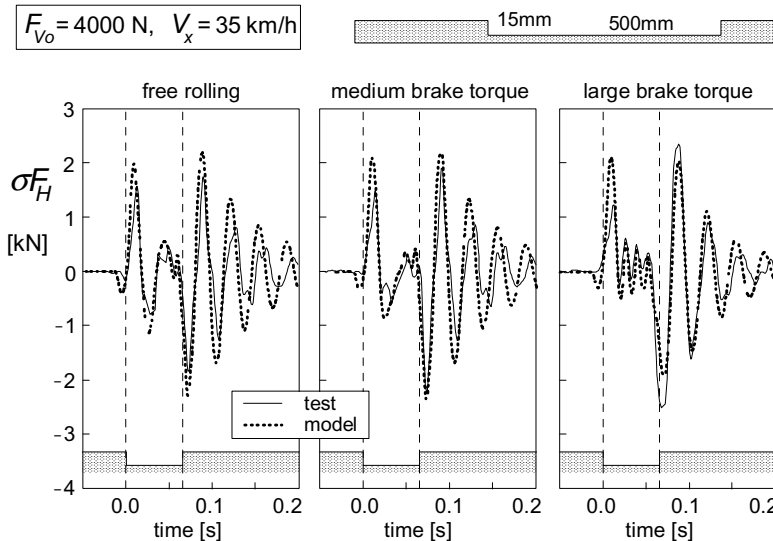 F_Vo = 4000 N, V_x = 35 km/h
15mm 500mm
free rolling medium brake torque large brake torque
3
2
σF_H
1
[kN]
0
-1
-2
test
model
-3
-4
0.0 0.1 0.2 0.0 0.1 0.2 0.0 0.1 0.2
time [s] time [s] time [s]